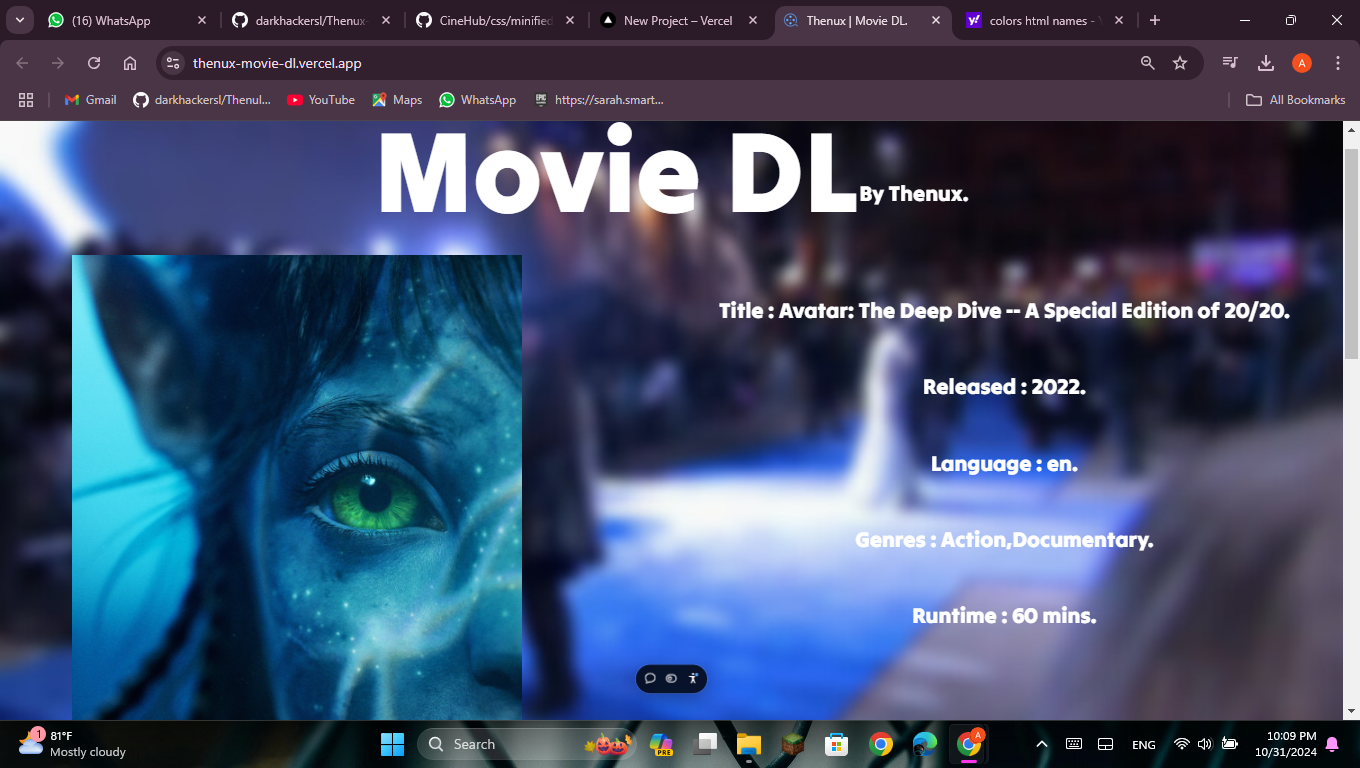 (16) WhatsApp
darkhackersl/Thenux-
CineHub/css/minified
New Project – Vercel
Thenux | Movie DL.
colors html names -
thenux-movie-dl.vercel.app
A
Gmail
darkhackersl/Thenul...
YouTube
Maps
WhatsApp
https://sarah.smart...
All Bookmarks
Movie DL By Thenux.
Title : Avatar: The Deep Dive -- A Special Edition of 20/20.
Released : 2022.
Language : en.
Genres : Action,Documentary.
Runtime : 60 mins.
1
81°F
Mostly cloudy
Search
PRE
A
ENG
10:09 PM
10/31/2024